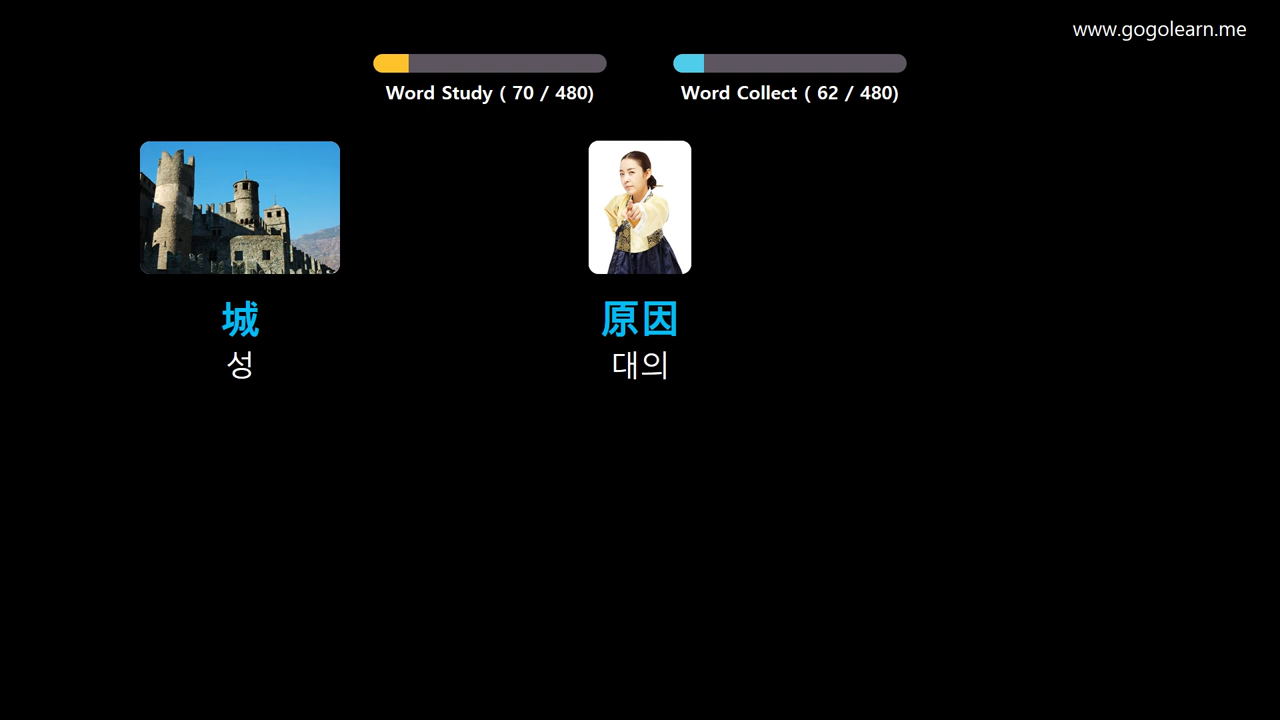 www.gogolearn.me
Word Study ( 70 / 480)
Word Collect ( 62 / 480)
城
성
原因
대의